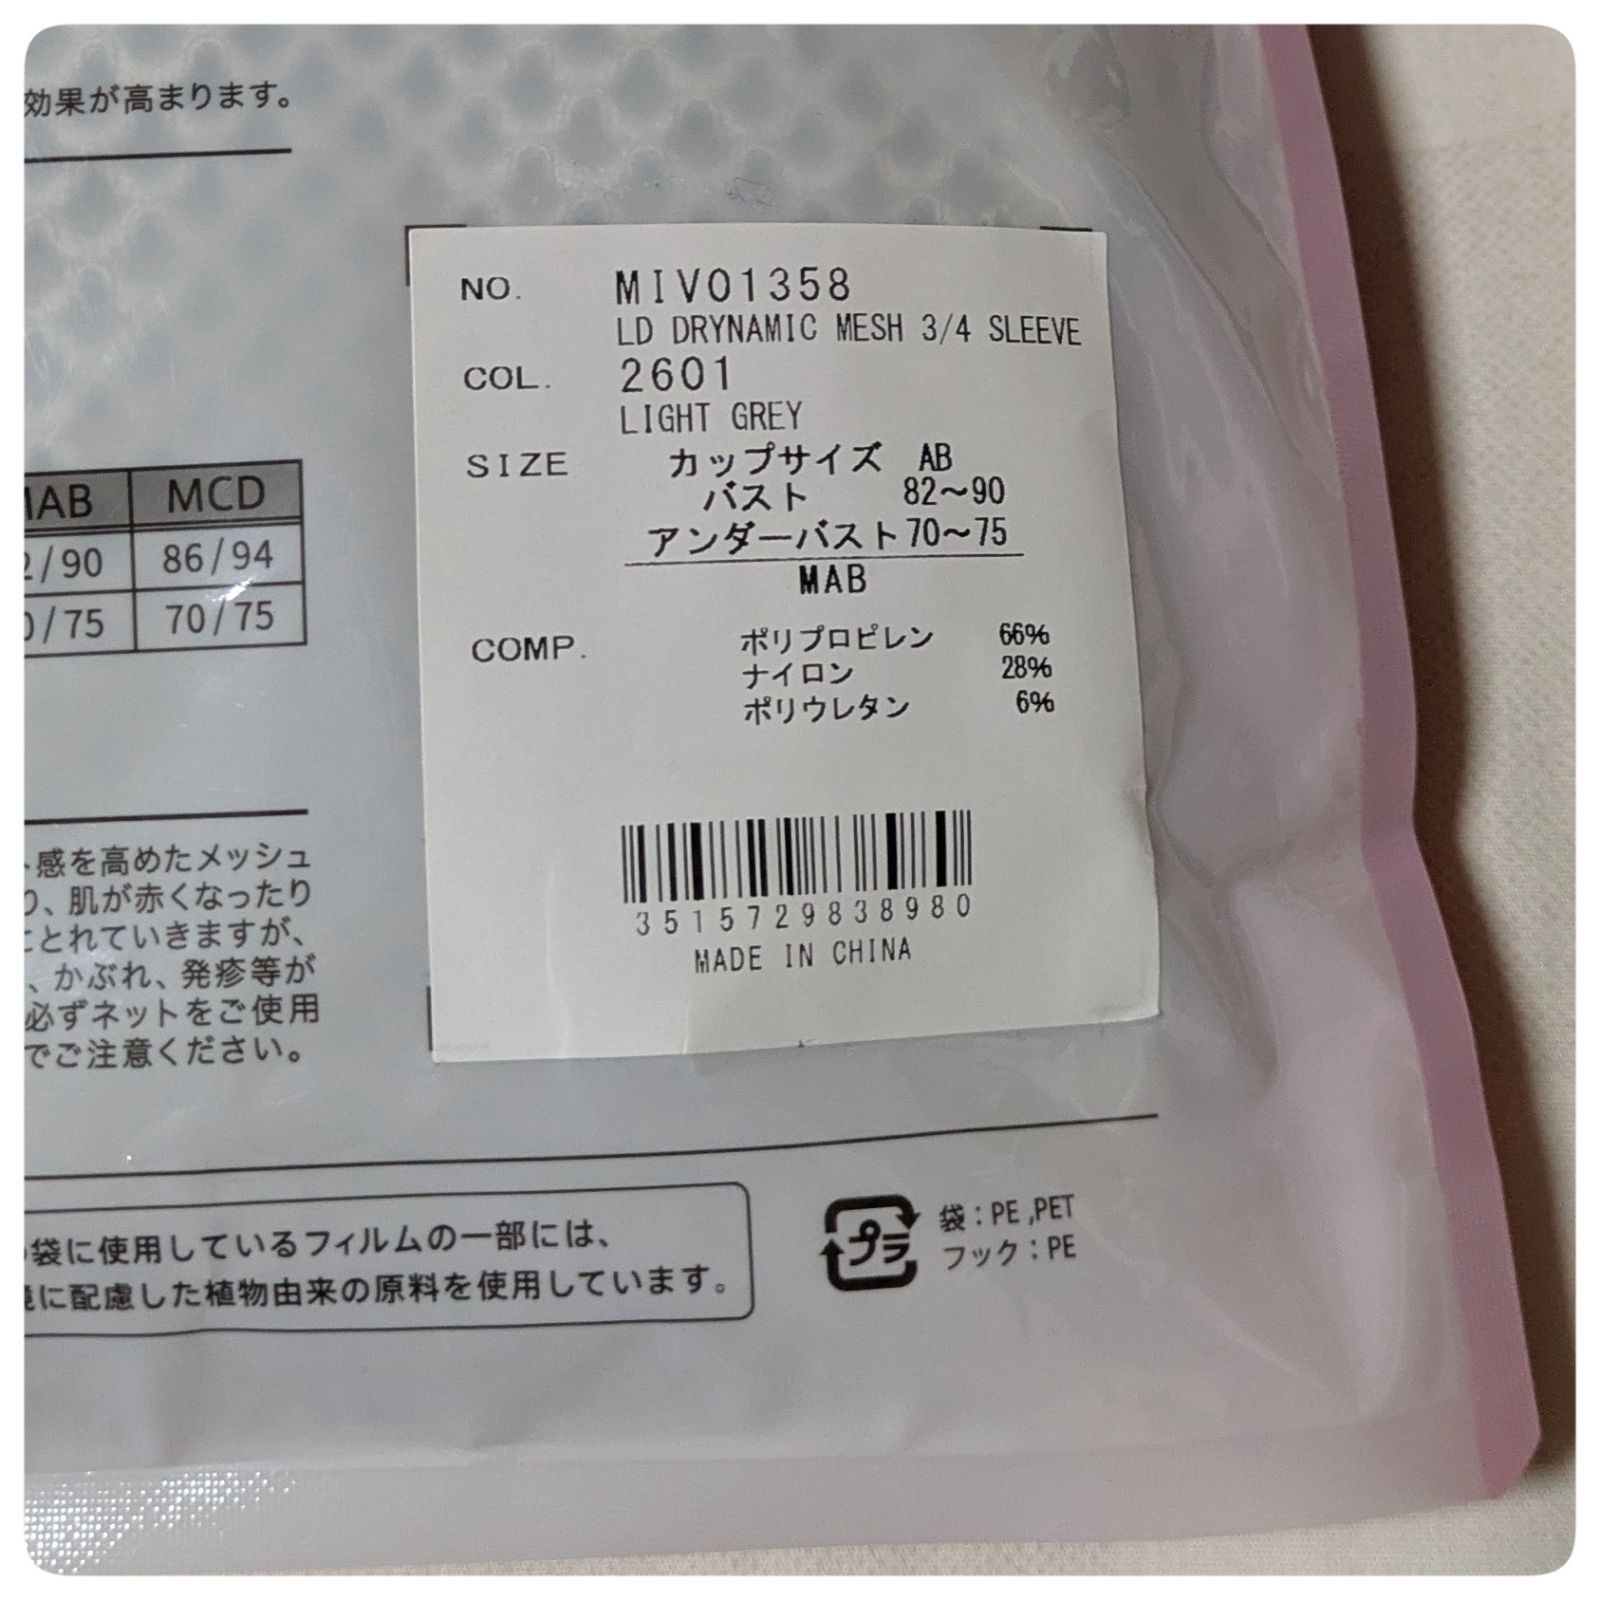 効果が高まります。
NO. MIV01358
LD DRYNAMIC MESH 3/4 SLEEVE
COL. 2601
LIGHT GREY
SIZE カップサイズ AB
バスト 82～90
アンダーバスト 70～75
MAB
COMP. ポリプロピレン 66%
ナイロン 28%
ポリウレタン 6%
3515729838980
MADE IN CHINA
MCD
/90 86/94
/75 70/75
感を高めたメッシュ
り、肌が赤くなったり
とれていきますが、
、かぶれ、発疹等が
必ずネットをご使用
でご注意ください。
袋に使用しているフィルムの一部には、
に配慮した植物由来の原料を使用しています。
プラ
袋：PE ,PET
フック：PE